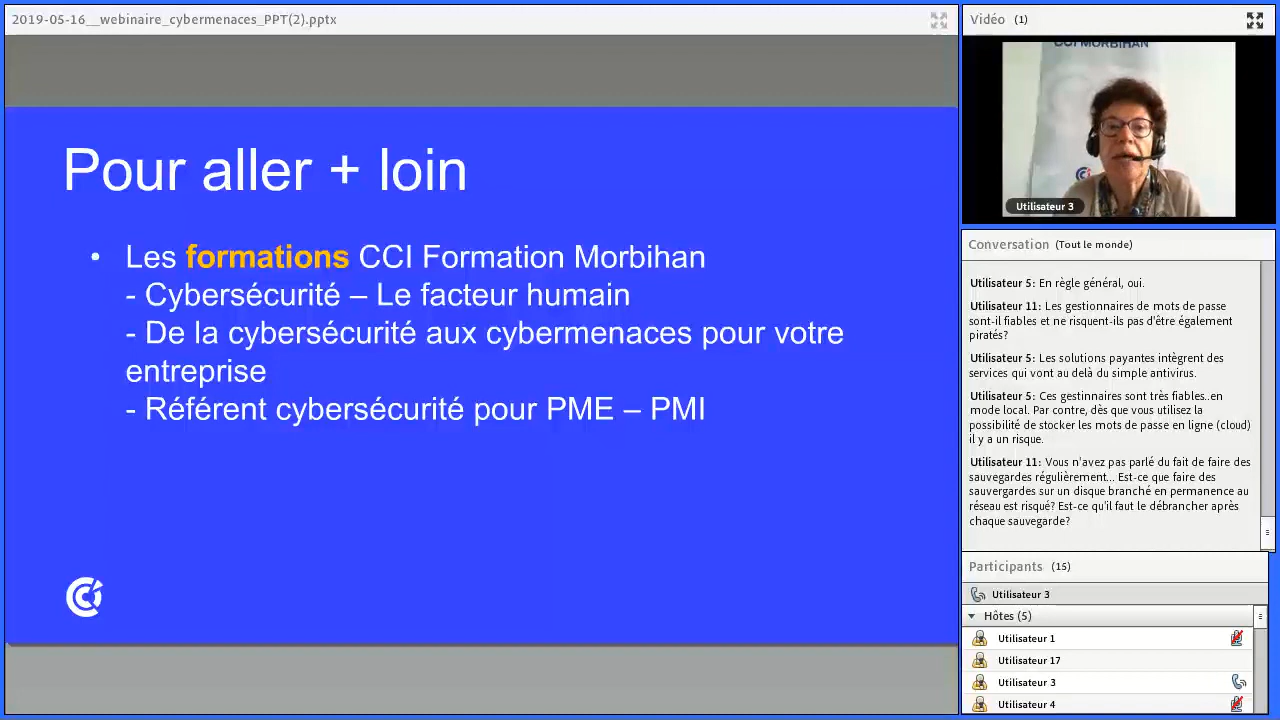 2019-05-16__webinaire_cybermenaces_PPT(2).pptx
Pour aller + loin
• Les formations CCI Formation Morbihan
- Cybersécurité – Le facteur humain
- De la cybersécurité aux cybermenaces pour votre
entreprise
- Référent cybersécurité pour PME – PMI
Vidéo (1)
CCI MORBIHAN
Utilisateur 3
Conversation (Tout le monde)
Utilisateur 5: En règle général, oui.
Utilisateur 11: Les gestionnaires de mots de passe
sont-il fiables et ne risquent-ils pas d'être également
piratés?
Utilisateur 5: Les solutions payantes intègrent des
services qui vont au delà du simple antivirus.
Utilisateur 5: Ces gestinnaires sont très fiables..en
mode local. Par contre, dès que vous utilisez la
possibilité de stocker les mots de passe en ligne (cloud)
il y a un risque.
Utilisateur 11: Vous n'avez pas parlé du fait de faire des
sauvegardes régulièrement... Est-ce que faire des
sauvergardes sur un disque branché en permanence au
réseau est risqué? Est-ce qu'il faut le débrancher après
chaque sauvegarde?
Participants (15)
Utilisateur 3
Hôtes (5)
Utilisateur 1
Utilisateur 17
Utilisateur 3
Utilisateur 4